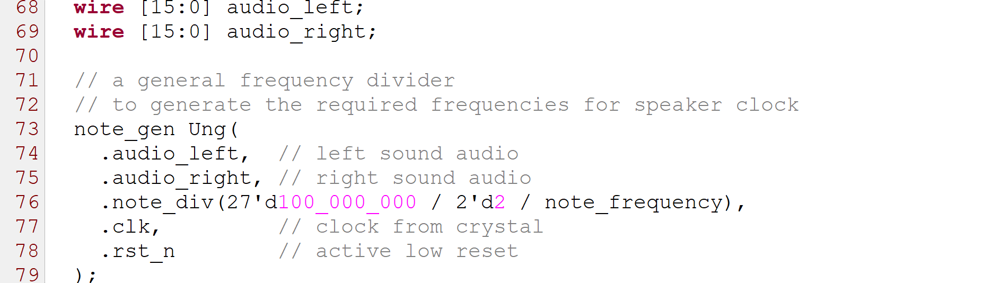 68 wire [15:0] audio_left;
69 wire [15:0] audio_right;
70
71 // a general frequency divider
72 // to generate the required frequencies for speaker clock
73 note_gen Ung(
74 .audio_left, // left sound audio
75 .audio_right, // right sound audio
76 .note_div(27'd100_000_000 / 2'd2 / note_frequency),
77 .clk, // clock from crystal
78 .rst_n // active low reset
79 );